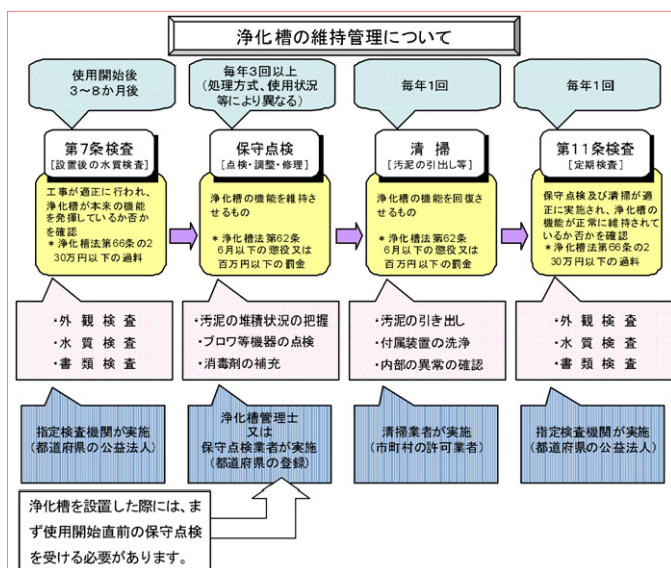 浄化槽の維持管理について
使用開始後
3～8か月後
毎年3回以上
(処理方式、使用状況
等により異なる)
毎年1回
毎年1回
第7条検査
[設置後の水質検査]
保守点検
[点検・調整・修理]
清掃
[汚泥の引出し等]
第11条検査
[定期検査]
工事が適正に行われ、
浄化槽が本来の機能
を発揮しているか否か
を確認
＊浄化槽法第66条の2
30万円以下の過料
浄化槽の機能を維持さ
せるもの
＊浄化槽法第62条
6月以下の懲役又は
百万円以下の罰金
浄化槽の機能を回復さ
せるもの
＊浄化槽法第62条
6月以下の懲役又は
百万円以下の罰金
保守点検及び清掃が適
正に実施され、浄化槽の
機能が正常に維持されて
いるか否かを確認
＊浄化槽法第66条の2
30万円以下の過料
・外観検査
・水質検査
・書類検査
・汚泥の堆積状況の把握
・ブロワ等機器の点検
・消毒剤の補充
・汚泥の引き出し
・付属装置の洗浄
・内部の異常の確認
・外観検査
・水質検査
・書類検査
指定検査機関が実施
(都道府県の公益法人)
浄化槽管理士
又は
保守点検業者が実施
(都道府県の登録)
清掃業者が実施
(市町村の許可業者)
指定検査機関が実施
(都道府県の公益法人)
浄化槽を設置した際には、ま
ず使用開始直前の保守点検
を受ける必要があります。